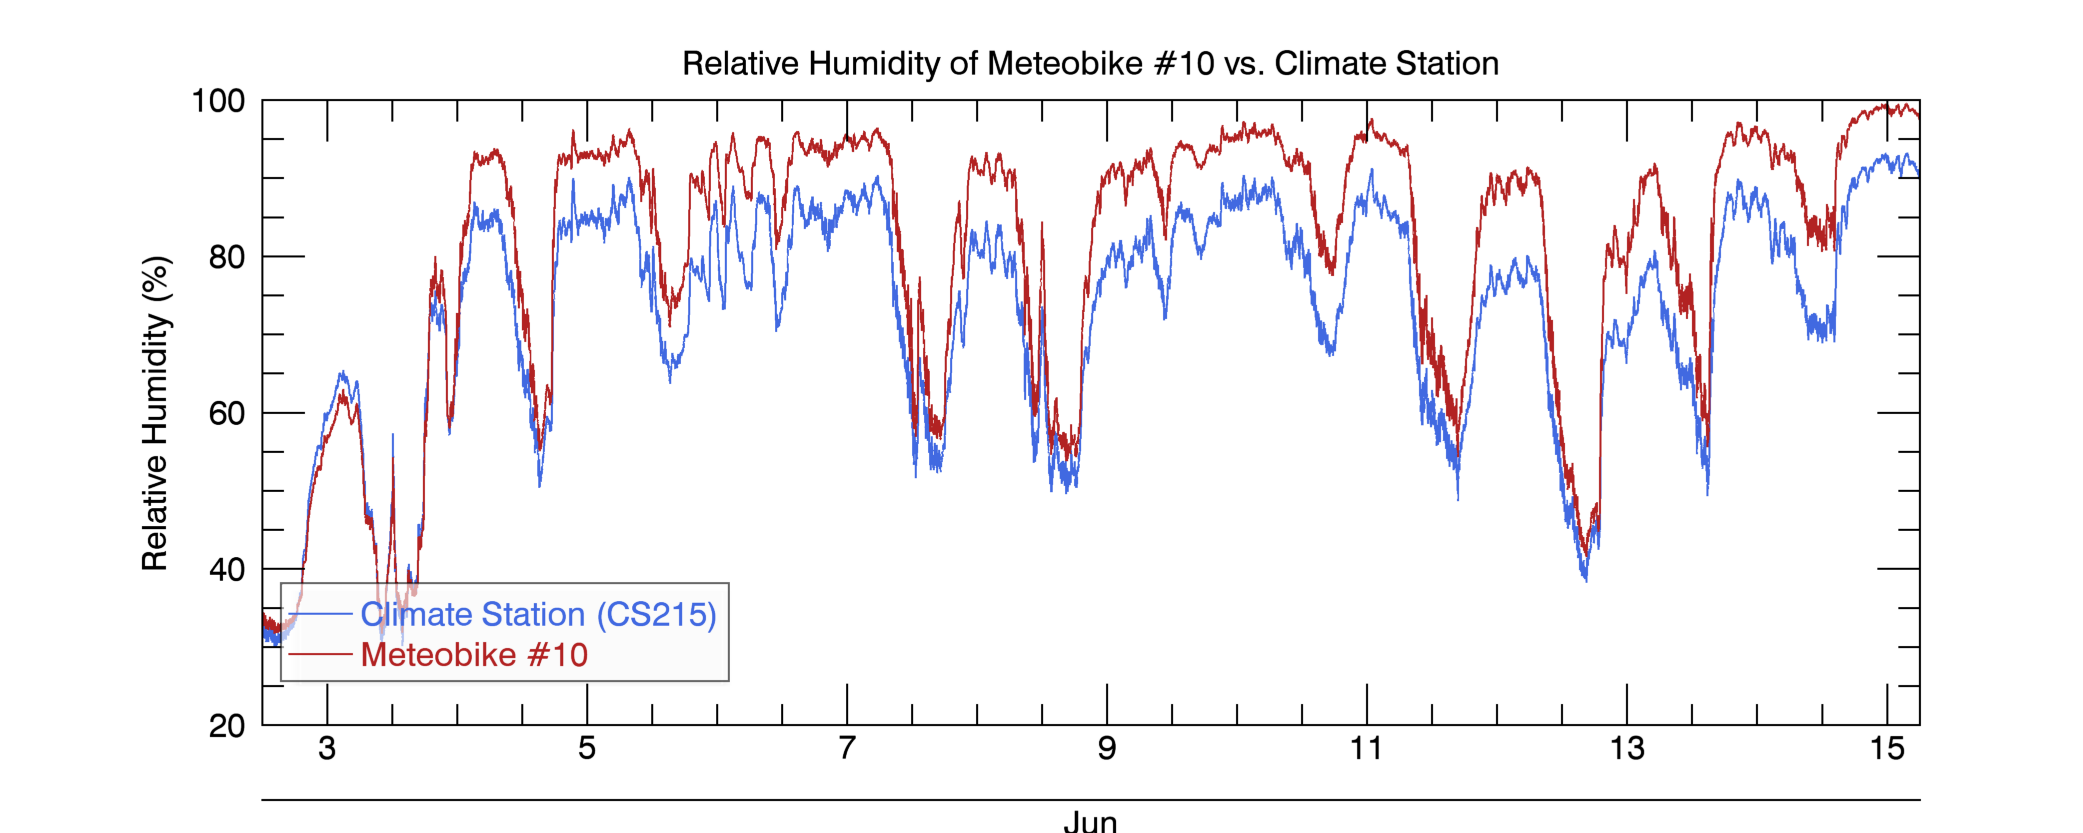 Relative Humidity of Meteobike #10 vs. Climate Station
Relative Humidity (%)
100
80
60
40
20
Climate Station (CS215)
Meteobike #10
3 5 7 9 11 13 15
Jun